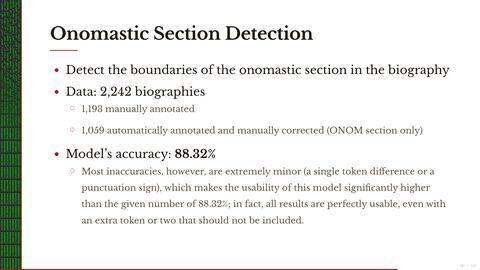 Onomastic Section Detection
Detect the boundaries of the onomastic section in the biography
Data: 2,242 biographies
1,193 manually annotated
1,059 automatically annotated and manually corrected (ONOM section only)
Model's accuracy: 88.32%
Most inaccuracies, however, are extremely minor (a single token difference or a
punctuation sign), which makes the usability of this model significantly higher
than the given number of 88.32%; in fact, all results are perfectly usable, even with
an extra token or two that should not be included.